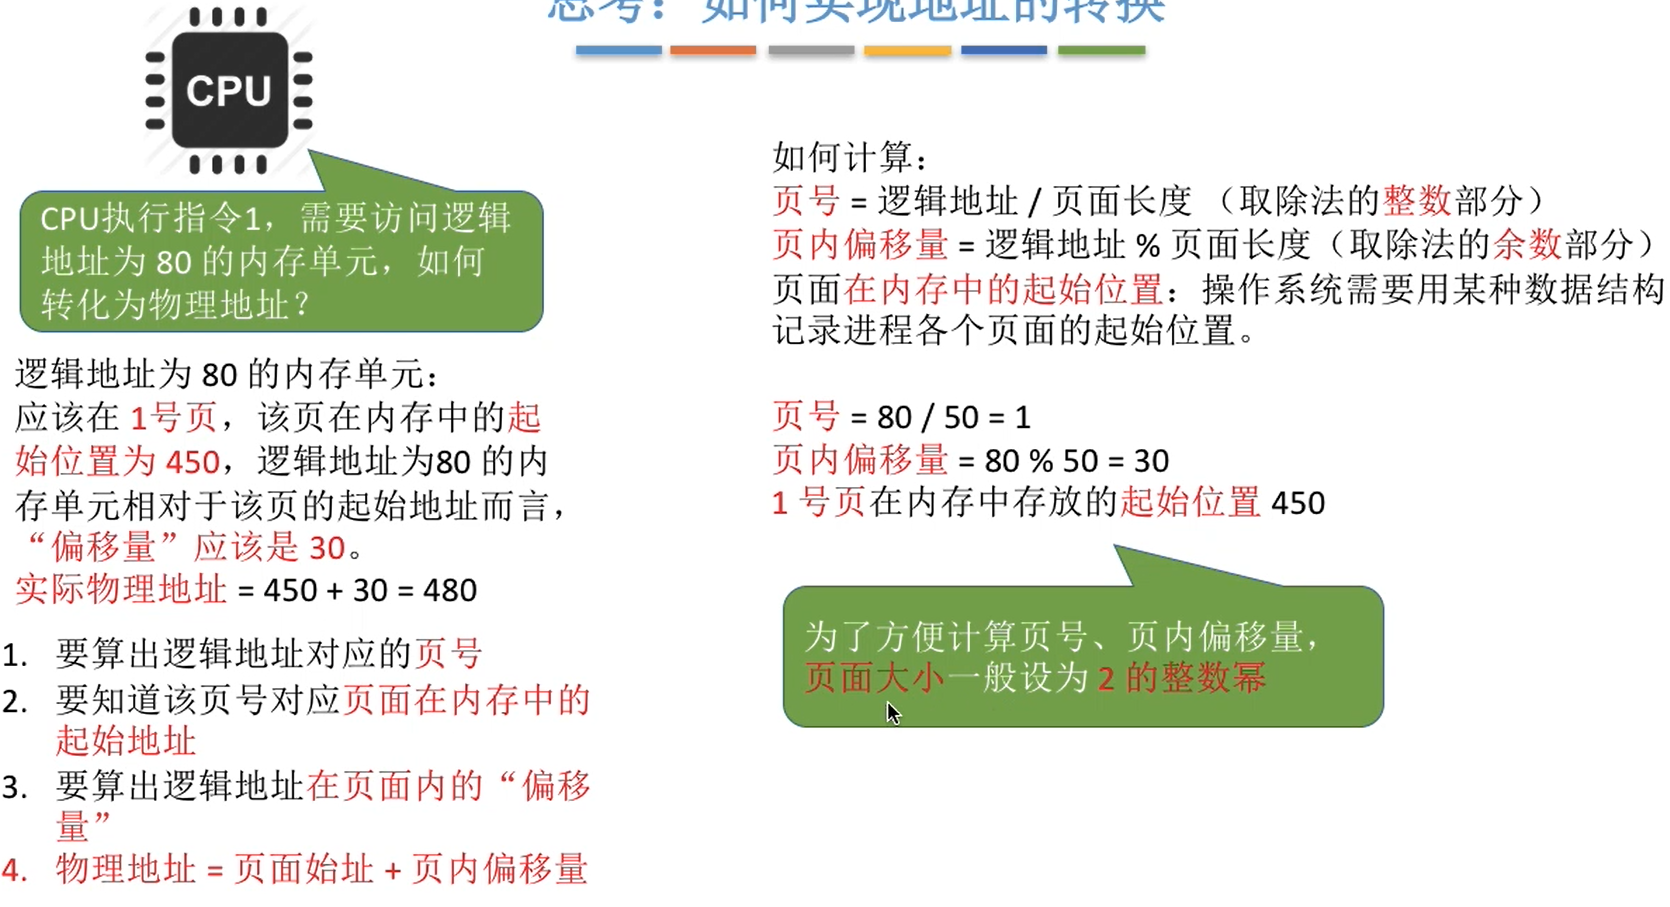 思考：如何实现地址的转换
CPU
CPU执行指令1，需要访问逻辑
地址为 80 的内存单元，如何
转化为物理地址？
逻辑地址为 80 的内存单元：
应该在 1号页，该页在内存中的起
始位置为 450，逻辑地址为80 的内
存单元相对于该页的起始地址而言，
“偏移量”应该是 30。
实际物理地址 = 450 + 30 = 480
1. 要算出逻辑地址对应的页号
2. 要知道该页号对应页面在内存中的
起始地址
3. 要算出逻辑地址在页面内的“偏移
量”
4. 物理地址 = 页面始址 + 页内偏移量
如何计算：
页号 = 逻辑地址 / 页面长度 （取除法的整数部分）
页内偏移量 = 逻辑地址 % 页面长度（取除法的余数部分）
页面在内存中的起始位置：操作系统需要用某种数据结构
记录进程各个页面的起始位置。
页号 = 80 / 50 = 1
页内偏移量 = 80 % 50 = 30
1 号页在内存中存放的起始位置 450
为了方便计算页号、页内偏移量，
页面大小一般设为 2 的整数幂